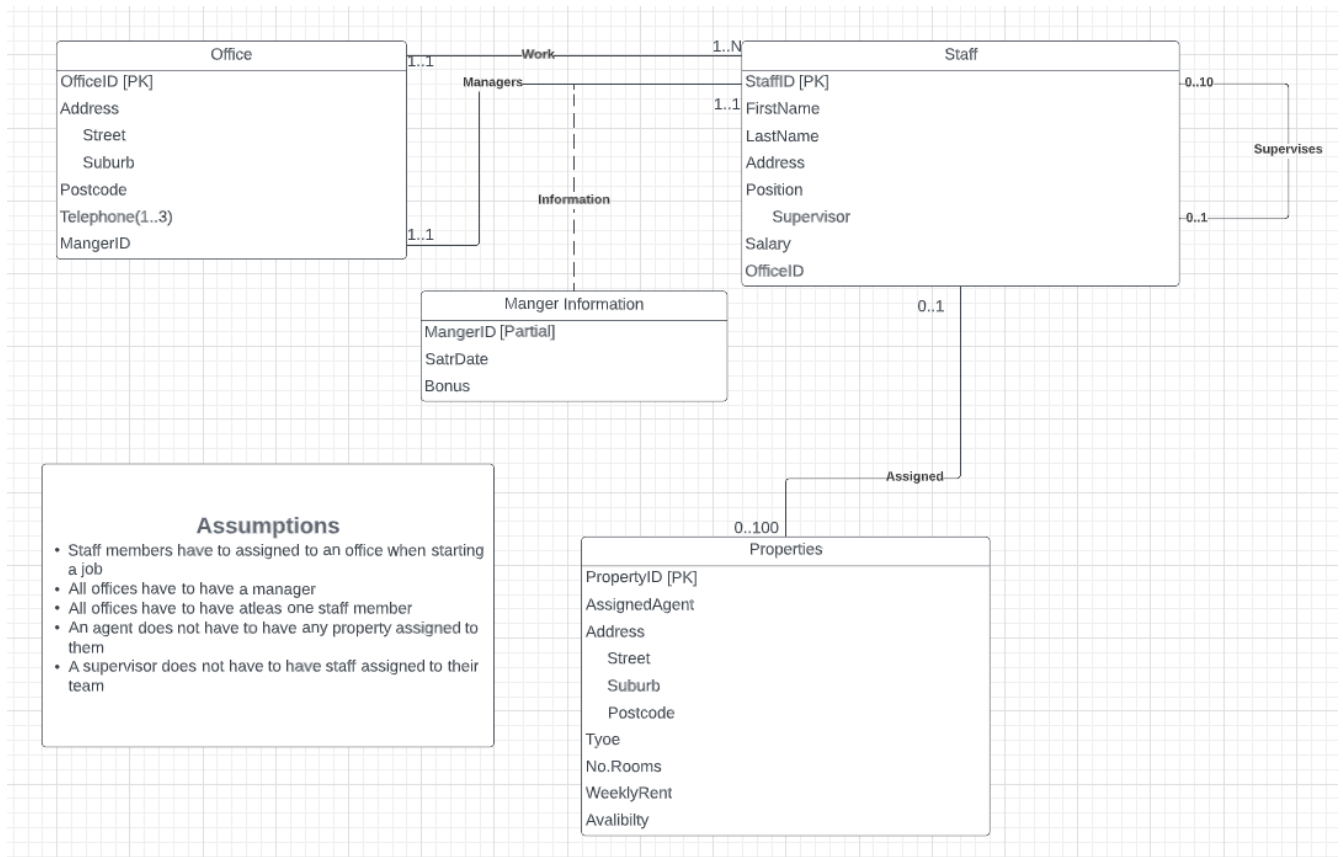 Office
OfficeID [PK]
Address
Street
Suburb
Postcode
Telephone(1..3)
MangerID
1..1
Work
1..N
Managers
1..1
1..1
Staff
StaffID [PK]
FirstName
LastName
Address
Position
Supervisor
Salary
OfficeID
0..10
Supervises
0..1
Information
Manger Information
MangerID [Partial]
SatrDate
Bonus
0..1
Assigned
0..100
Assumptions
• Staff members have to assigned to an office when starting
a job
• All offices have to have a manager
• All offices have to have atleas one staff member
• An agent does not have to have any property assigned to
them
• A supervisor does not have to have staff assigned to their
team
Properties
PropertyID [PK]
AssignedAgent
Address
Street
Suburb
Postcode
Tyoe
No.Rooms
WeeklyRent
Avalibilty